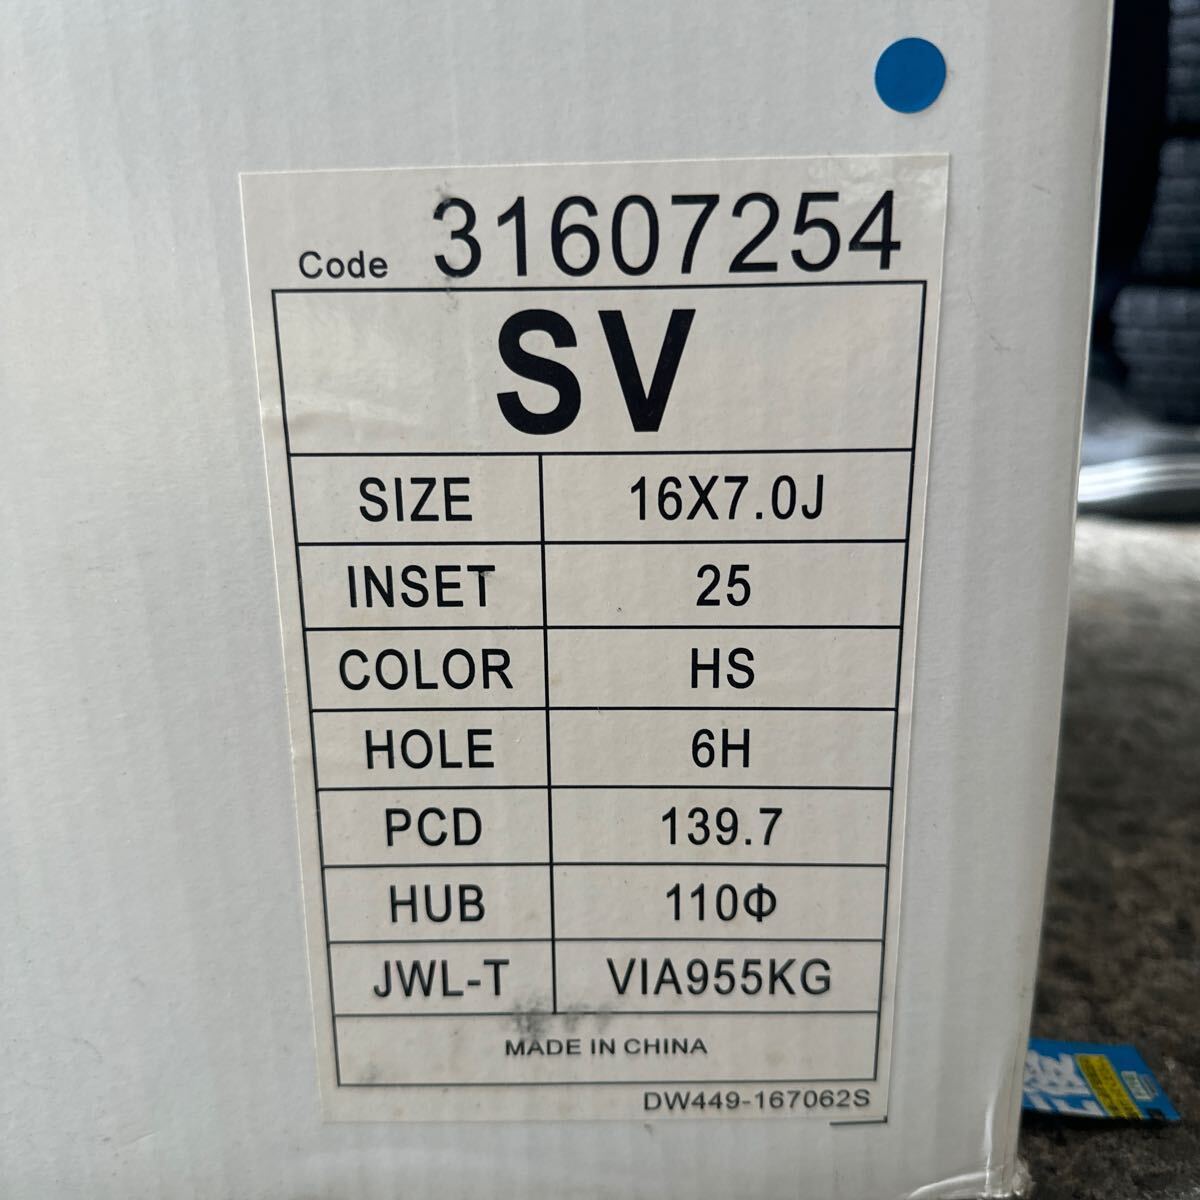 Code 31607254
SV
SIZE 16X7.0J
INSET 25
COLOR HS
HOLE 6H
PCD 139.7
HUB 110Φ
JWL-T VIA955KG
MADE IN CHINA
DW449-167062S